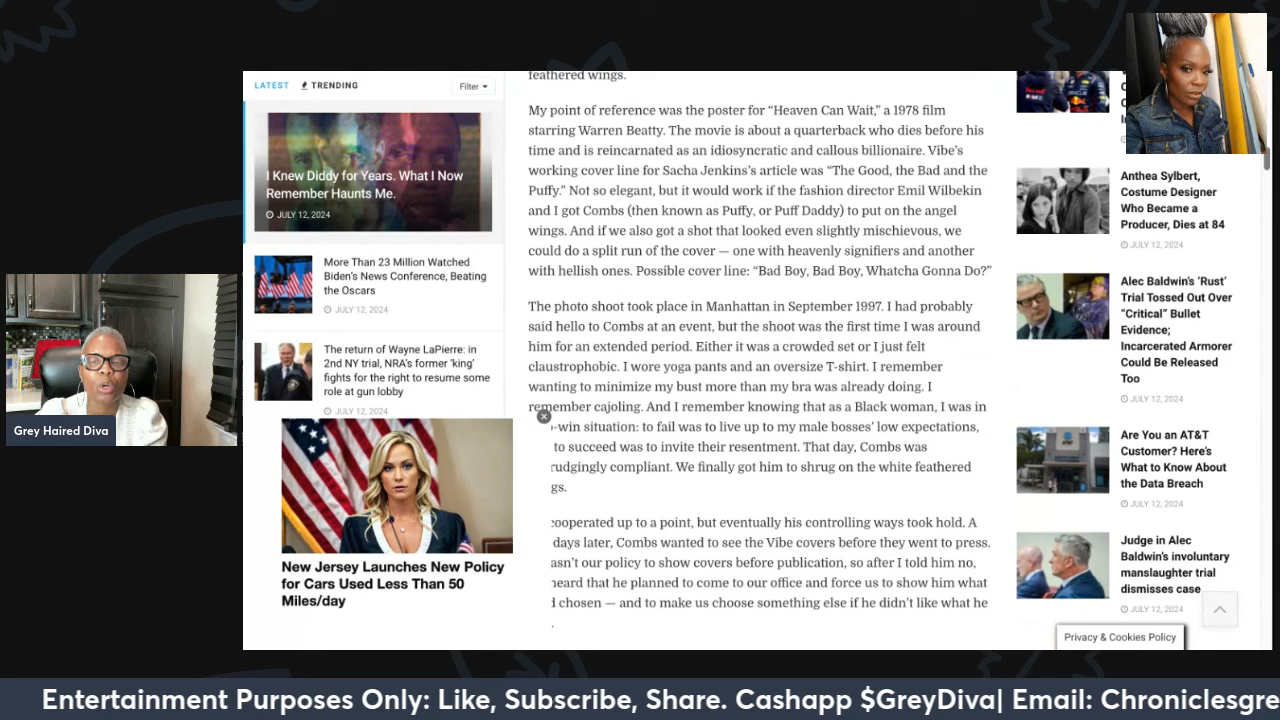 LATEST
TRENDING
Filter
I Knew Diddy for Years. What I Now
Remember Haunts Me.
JULY 12, 2024
More Than 23 Million Watched
Biden's News Conference, Beating
the Oscars
JULY 12, 2024
The return of Wayne LaPierre: in
2nd NY trial, NRA's former 'king'
fights for the right to resume some
role at gun lobby
JULY 12, 2024
New Jersey Launches New Policy
for Cars Used Less Than 50
Miles/day
feathered wings.
My point of reference was the poster for “Heaven Can Wait,” a 1978 film
starring Warren Beatty. The movie is about a quarterback who dies before his
time and is reincarnated as an idiosyncratic and callous billionaire. Vibe’s
working cover line for Sacha Jenkins’s article was “The Good, the Bad and the
Puffy.” Not so elegant, but it would work if the fashion director Emil Wilbekin
and I got Combs (then known as Puffy, or Puff Daddy) to put on the angel
wings. And if we also got a shot that looked even slightly mischievous, we
could do a split run of the cover — one with heavenly signifiers and another
with hellish ones. Possible cover line: “Bad Boy, Bad Boy, Whatcha Gonna Do?”
The photo shoot took place in Manhattan in September 1997. I had probably
said hello to Combs at an event, but the shoot was the first time I was around
him for an extended period. Either it was a crowded set or I just felt
claustrophobic. I wore yoga pants and an oversize T-shirt. I remember
wanting to minimize my bust more than my bra was already doing. I
remember cajoling. And I remember knowing that as a Black woman, I was in
-win situation: to fail was to live up to my male bosses’ low expectations,
to succeed was to invite their resentment. That day, Combs was
rudgingly compliant. We finally got him to shrug on the white feathered
gs.
cooperated up to a point, but eventually his controlling ways took hold. A
days later, Combs wanted to see the Vibe covers before they went to press.
asn’t our policy to show covers before publication, so after I told him no,
heard that he planned to come to our office and force us to show him what
chosen — and to make us choose something else if he didn’t like what he
.
Anthea Sylbert,
Costume Designer
Who Became a
Producer, Dies at 84
JULY 12, 2024
Alec Baldwin’s ‘Rust’
Trial Tossed Out Over
“Critical” Bullet
Evidence;
Incarcerated Armorer
Could Be Released
Too
JULY 12, 2024
Are You an AT&T
Customer? Here’s
What to Know About
the Data Breach
JULY 12, 2024
Judge in Alec
Baldwin’s involuntary
manslaughter trial
dismisses case
JULY 12, 2024
Privacy & Cookies Policy
Grey Haired Diva
Entertainment Purposes Only: Like, Subscribe, Share. Cashapp $GreyDiva| Email: Chroniclesgre